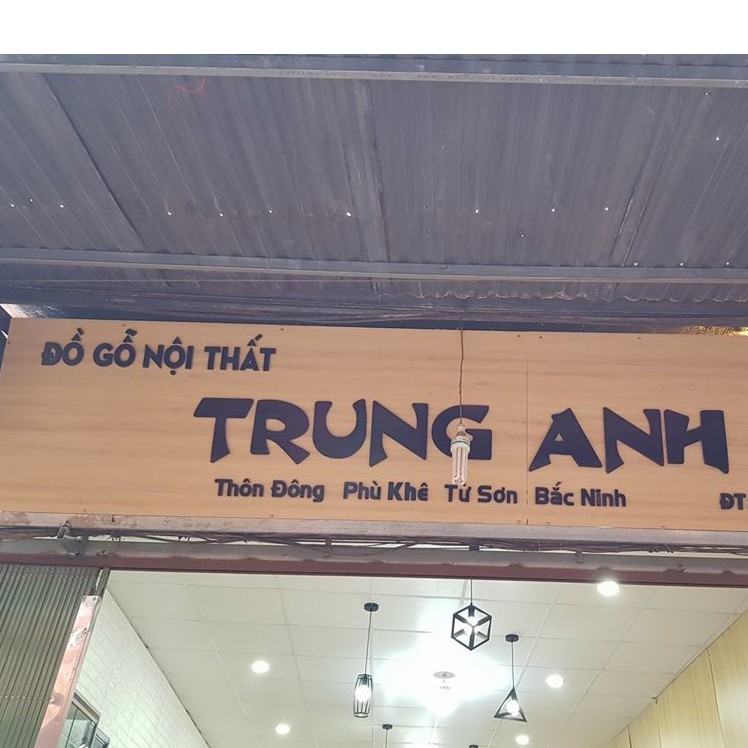 ĐỒ GỖ NỘI THẤT
TRUNG ANH
Thôn Đông Phù Khê Từ Sơn Bắc Ninh ĐT